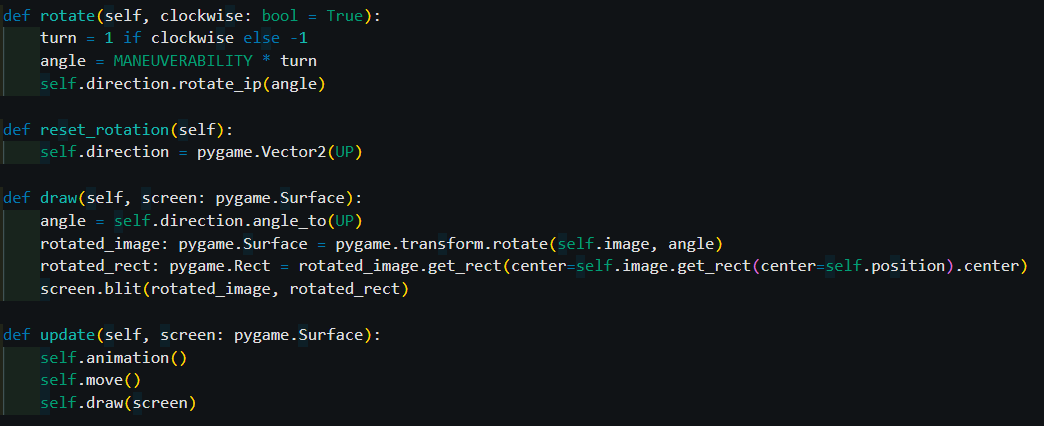 def rotate(self, clockwise: bool = True):
    turn = 1 if clockwise else -1
    angle = MANEUVERABILITY * turn
    self.direction.rotate_ip(angle)

def reset_rotation(self):
    self.direction = pygame.Vector2(UP)

def draw(self, screen: pygame.Surface):
    angle = self.direction.angle_to(UP)
    rotated_image: pygame.Surface = pygame.transform.rotate(self.image, angle)
    rotated_rect: pygame.Rect = rotated_image.get_rect(center=self.image.get_rect(center=self.position).center)
    screen.blit(rotated_image, rotated_rect)

def update(self, screen: pygame.Surface):
    self.animation()
    self.move()
    self.draw(screen)